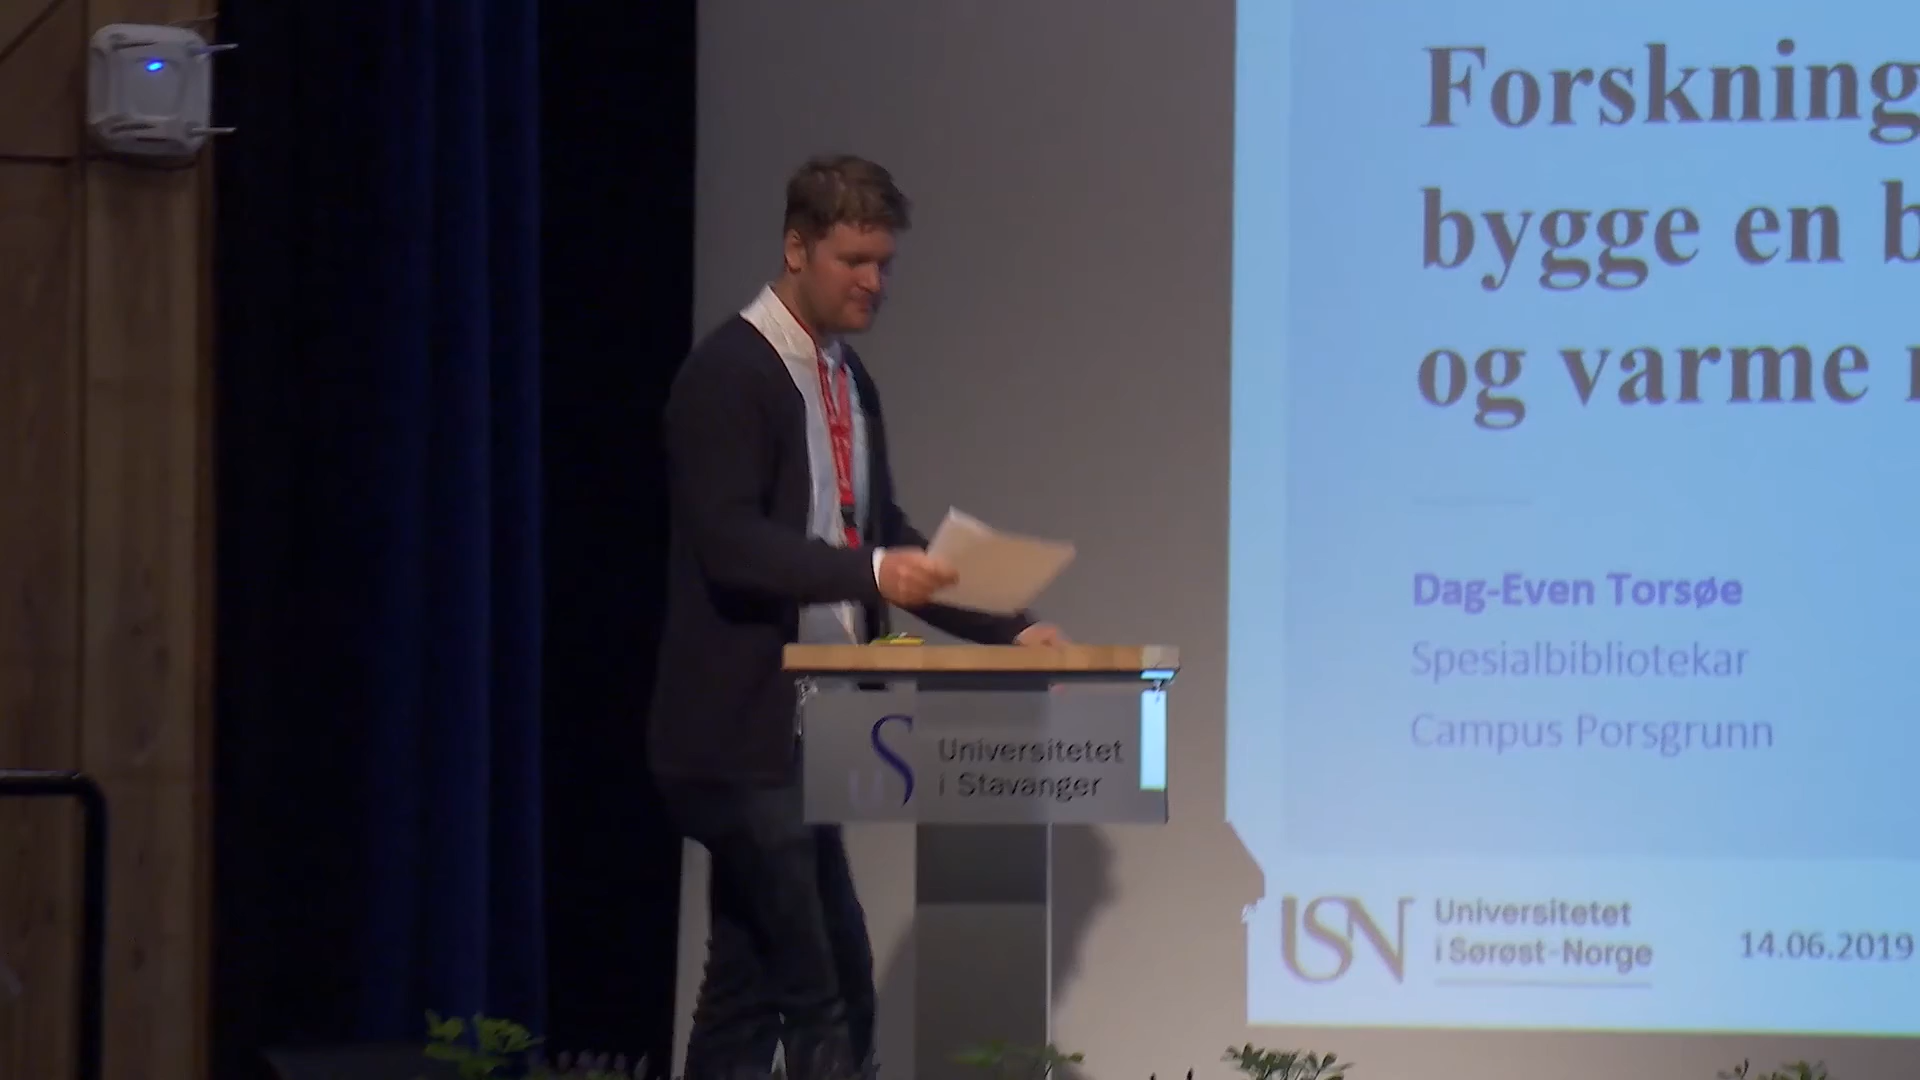 Forskning
bygge en b
og varme
Dag-Even Torsøe
Spesialbibliotekar
Campus Porsgrunn
USN
Universitetet
i Sørøst-Norge
14.06.2019
US
Universitetet
i Stavanger